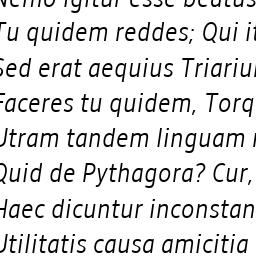 Nemo igitur esse beatus
Tu quidem reddes; Qui it
Sed erat aequius Triariu
Faceres tu quidem, Torq
Utram tandem linguam
Quid de Pythagora? Cur,
Haec dicuntur inconstan
Utilitatis causa amicitia